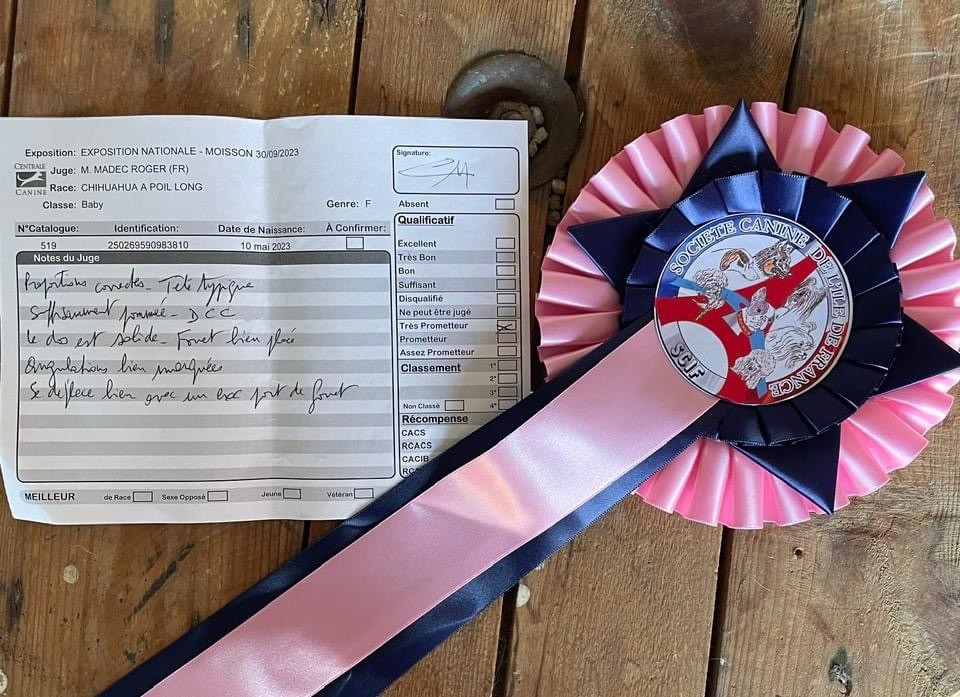 CENTRALE
CANINE
Exposition: EXPOSITION NATIONALE - MOISSON 30/09/2023
Juge: M. MADEC ROGER (FR)
Race: CHIHUAHUA A POIL LONG
Classe: Baby
Genre: F
N°Catalogue: Identification: Date de Naissance: À Confirmer:
519 250269590983810 10 mai 2023
Notes du Juge
Proportions correctes - Tête typique
Suffisamment pommée - DCC
Le dos est solide - Fouet bien placé
Angulations bien marquées
Se déplace bien avec un exc port de fouet
MEILLEUR de Race Sexe Opposé Jeune Vétéran
Signature:
Absent
Qualificatif
Excellent
Très Bon
Bon
Suffisant
Disqualifié
Ne peut être jugé
Très Prometteur
Prometteur
Assez Prometteur
Classement
1°
2°
3°
Non Classé 4°
Récompense
CACS
RCACS
CACIB
SOCIETE CANINE DE L'ILE DE FRANCE
SCIF